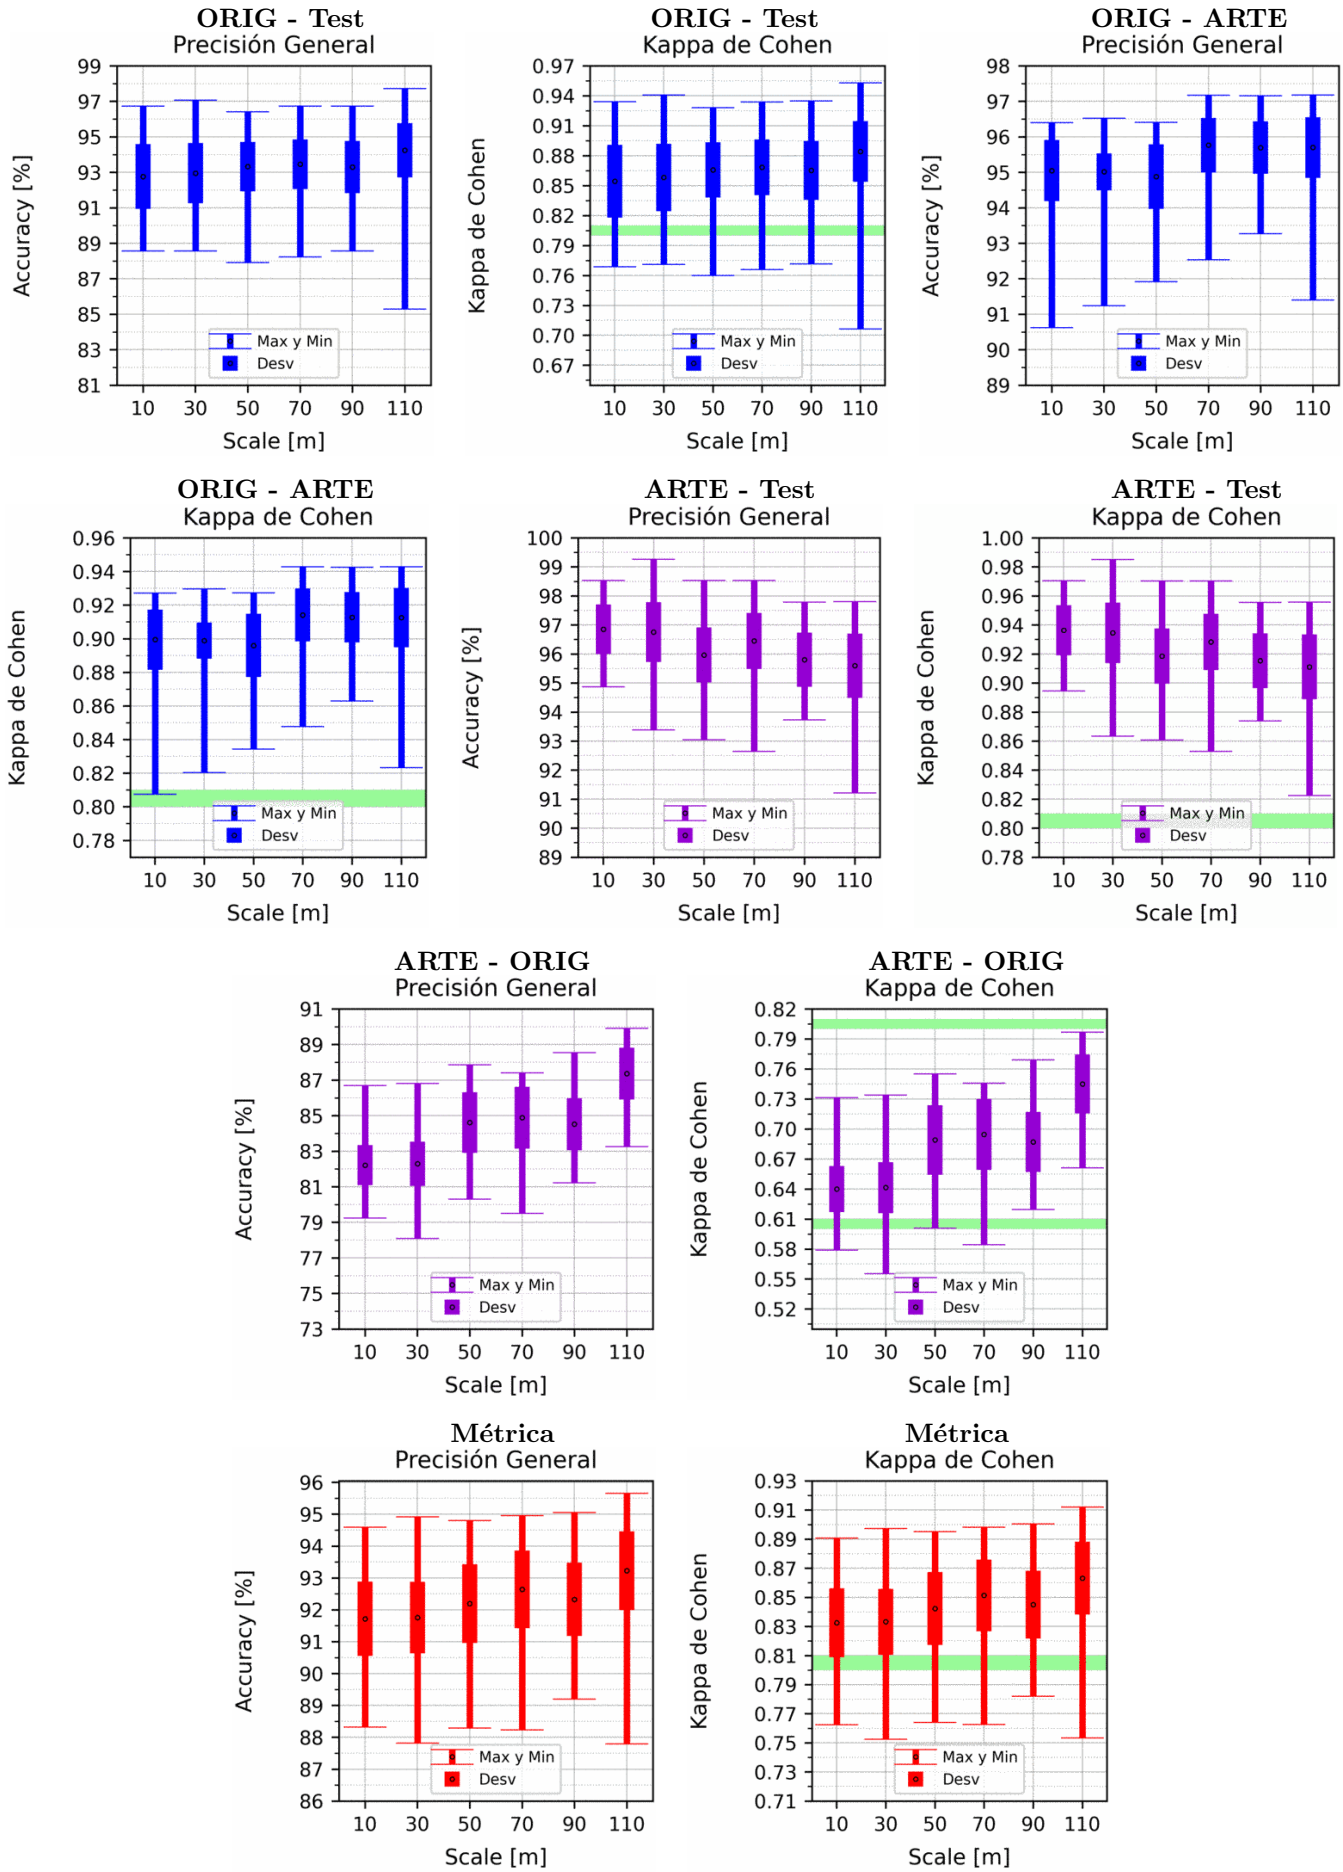 ORIG - Test
Precisión General
Accuracy [%]
99
97
95
93
91
89
87
85
83
81
Max y Min
Desv
10 30 50 70 90 110
Scale [m]
ORIG - Test
Kappa de Cohen
Kappa de Cohen
0.97
0.94
0.91
0.88
0.85
0.82
0.79
0.76
0.73
0.70
0.67
Max y Min
Desv
10 30 50 70 90 110
Scale [m]
ORIG - ARTE
Precisión General
Accuracy [%]
98
97
96
95
94
93
92
91
90
89
Max y Min
Desv
10 30 50 70 90 110
Scale [m]
ORIG - ARTE
Kappa de Cohen
Kappa de Cohen
0.96
0.94
0.92
0.90
0.88
0.86
0.84
0.82
0.80
0.78
Max y Min
Desv
10 30 50 70 90 110
Scale [m]
ARTE - Test
Precisión General
Accuracy [%]
100
99
98
97
96
95
94
93
92
91
90
89
Max y Min
Desv
10 30 50 70 90 110
Scale [m]
ARTE - Test
Kappa de Cohen
Kappa de Cohen
1.00
0.98
0.96
0.94
0.92
0.90
0.88
0.86
0.84
0.82
0.80
0.78
Max y Min
Desv
10 30 50 70 90 110
Scale [m]
ARTE - ORIG
Precisión General
Accuracy [%]
91
89
87
85
83
81
79
77
75
73
Max y Min
Desv
10 30 50 70 90 110
Scale [m]
ARTE - ORIG
Kappa de Cohen
Kappa de Cohen
0.82
0.79
0.76
0.73
0.70
0.67
0.64
0.61
0.58
0.55
0.52
Max y Min
Desv
10 30 50 70 90 110
Scale [m]
Métrica
Precisión General
Accuracy [%]
96
95
94
93
92
91
90
89
88
87
86
Max y Min
Desv
10 30 50 70 90 110
Scale [m]
Métrica
Kappa de Cohen
Kappa de Cohen
0.93
0.91
0.89
0.87
0.85
0.83
0.81
0.79
0.77
0.75
0.73
0.71
Max y Min
Desv
10 30 50 70 90 110
Scale [m]